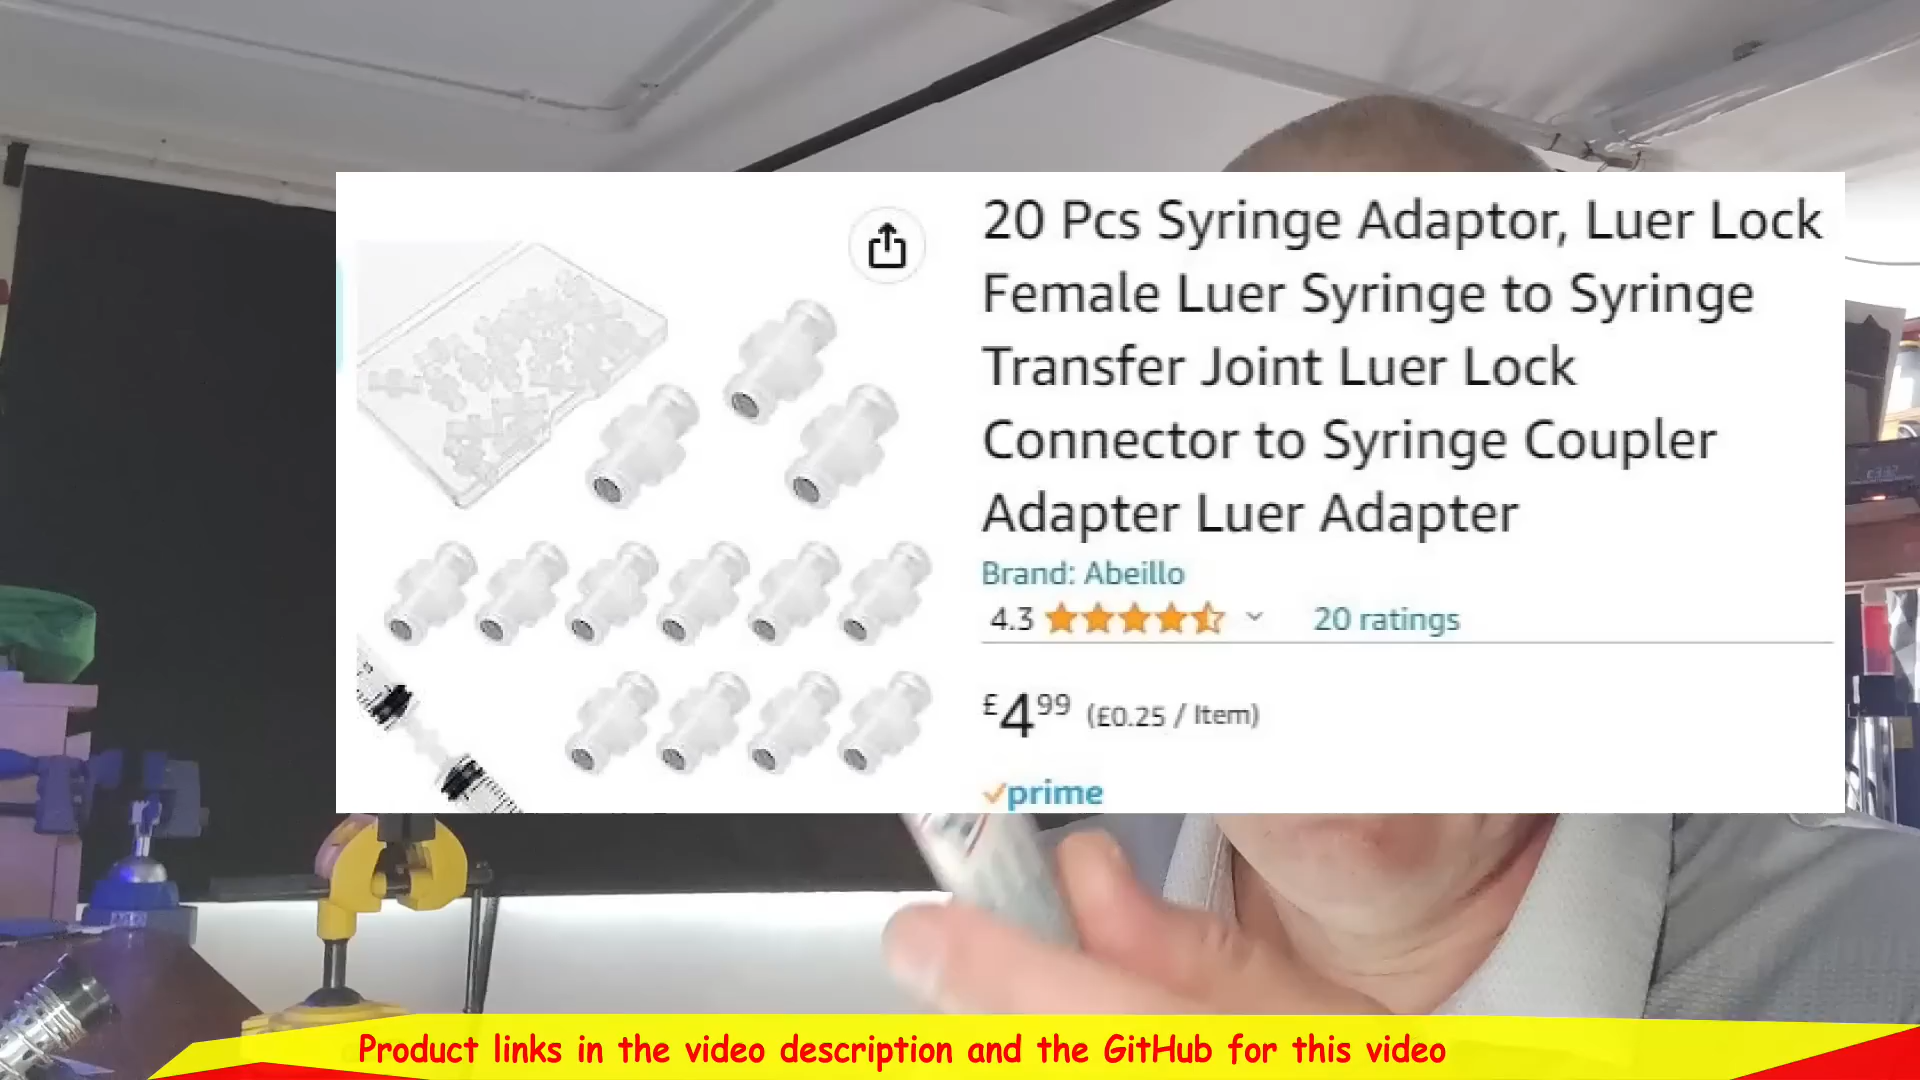 20 Pcs Syringe Adaptor, Luer Lock
Female Luer Syringe to Syringe
Transfer Joint Luer Lock
Connector to Syringe Coupler
Adapter Luer Adapter
Brand: Abeillo
4.3 20 ratings
£4.99 (£0.25 / Item)
prime
Product links in the video description and the GitHub for this video